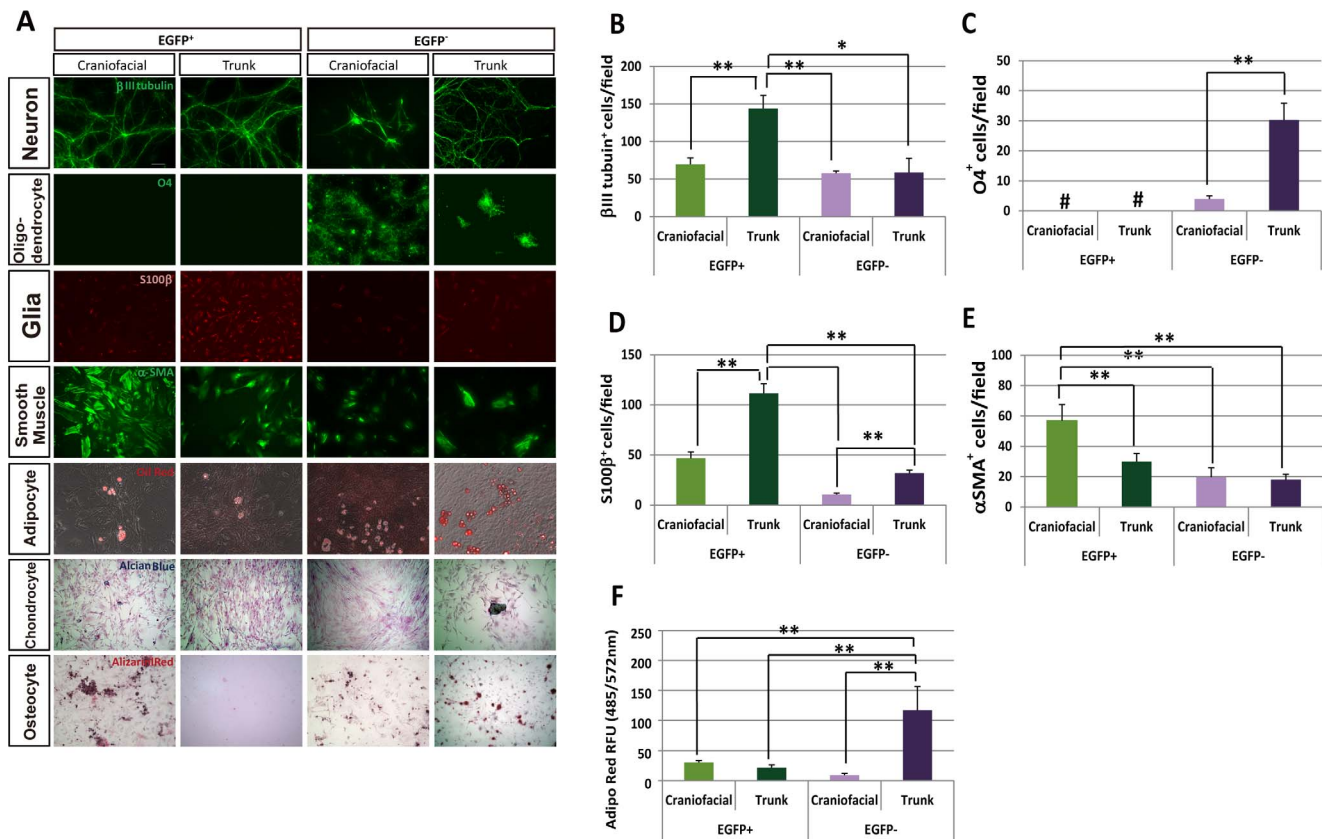 A
EGFP⁺
EGFP⁻
Craniofacial
Trunk
Craniofacial
Trunk
Neuron
βIII tubulin
Oligo-
dendrocyte
O4
Glia
S100β
Smooth
Muscle
α-SMA
Adipocyte
Oil Red
Chondrocyte
Alcian Blue
Osteocyte
B
βIII tubuin⁺ cells/field
200
150
100
50
0
**
**
*
Craniofacial
Trunk
Craniofacial
Trunk
EGFP+
EGFP-
C
O4⁺ cells/field
50
40
30
20
10
0
#
#
**
Craniofacial
Trunk
Craniofacial
Trunk
EGFP+
EGFP-
D
S100β⁺ cells/field
150
100
50
0
**
**
**
Craniofacial
Trunk
Craniofacial
Trunk
EGFP+
EGFP-
E
αSMA⁺ cells/field
100
80
60
40
20
0
**
**
**
Craniofacial
Trunk
Craniofacial
Trunk
EGFP+
EGFP-
F
Adipo Red RFU (485/572nm)
250
200
150
100
50
0
**
**
**
Craniofacial
Trunk
Craniofacial
Trunk
EGFP+
EGFP-